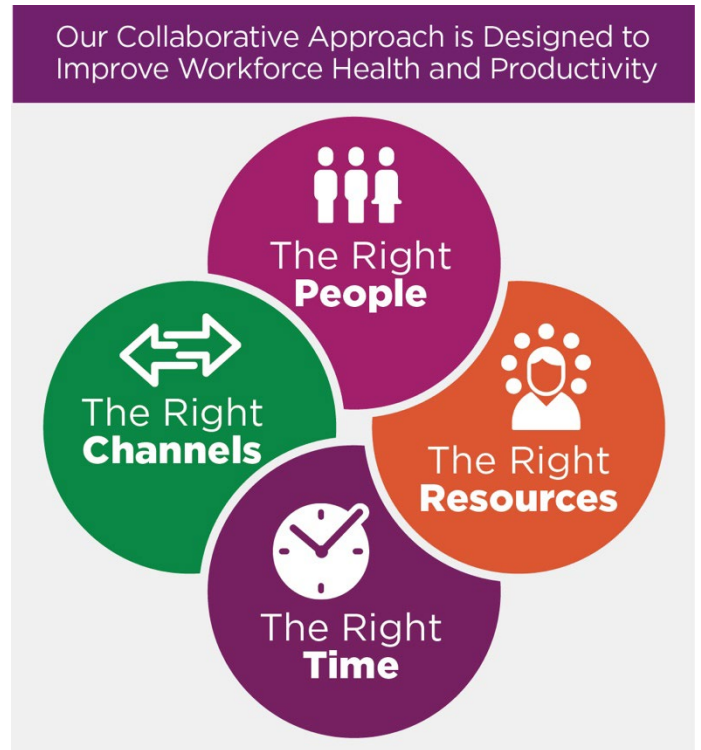 Our Collaborative Approach is Designed to
Improve Workforce Health and Productivity
The Right
People
The Right
Channels
The Right
Resources
The Right
Time